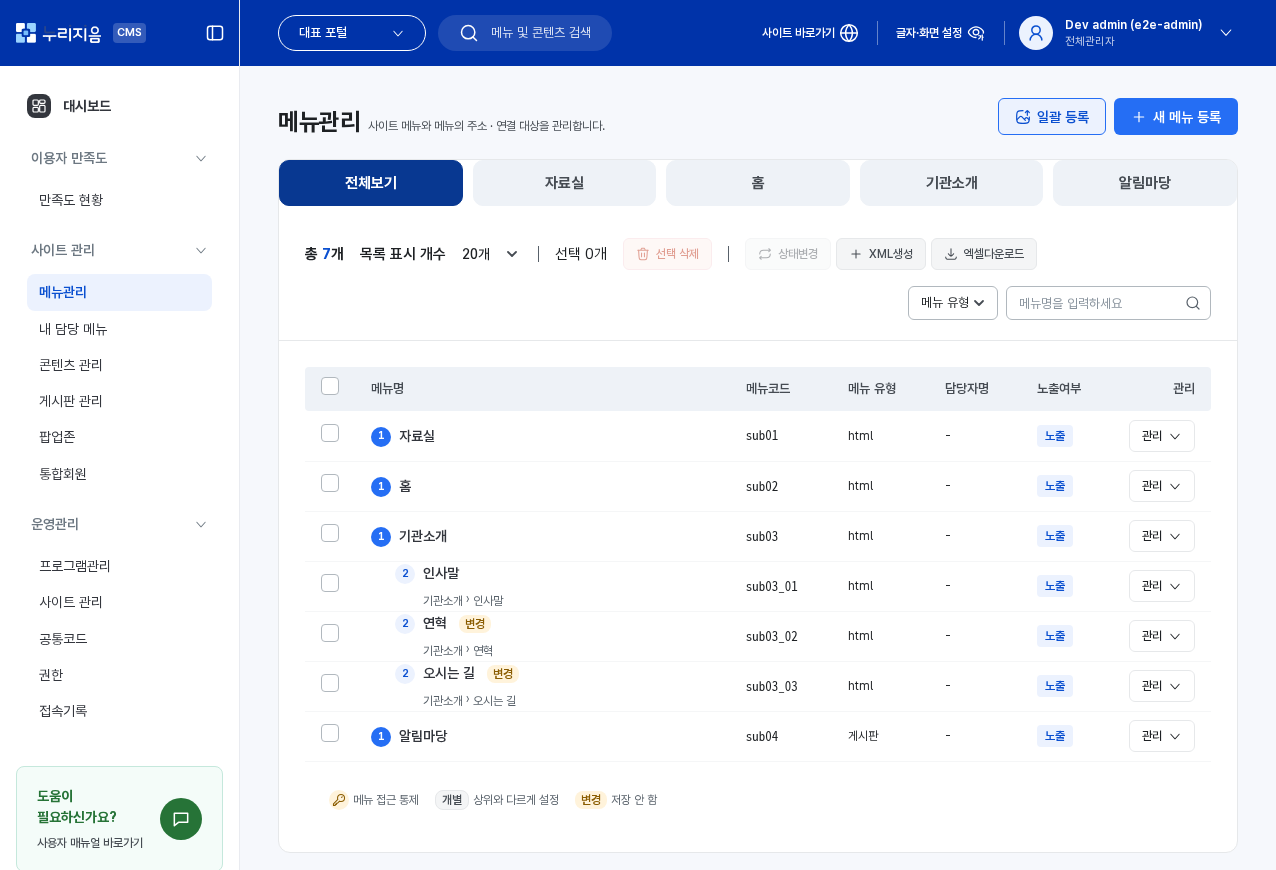 누리지음 CMS
대표 포털
메뉴 및 콘텐츠 검색
사이트 바로가기
글자·화면 설정
Dev admin (e2e-admin)
전체관리자
대시보드
이용자 만족도
만족도 현황
사이트 관리
메뉴관리
내 담당 메뉴
콘텐츠 관리
게시판 관리
팝업존
통합회원
운영관리
프로그램관리
사이트 관리
공통코드
권한
접속기록
도움이
필요하신가요?
사용자 매뉴얼 바로가기
메뉴관리 사이트 메뉴와 메뉴의 주소 · 연결 대상을 관리합니다.
일괄 등록
새 메뉴 등록
전체보기 자료실 홈 기관소개 알림마당
총 7개 목록 표시 개수 20개 선택 0개 선택 삭제 상태변경 XML생성 엑셀다운로드
메뉴 유형 메뉴명을 입력하세요
메뉴명 메뉴코드 메뉴 유형 담당자명 노출여부 관리
1 자료실 sub01 html - 노출 관리
1 홈 sub02 html - 노출 관리
1 기관소개 sub03 html - 노출 관리
2 인사말 sub03_01 html - 노출 관리
기관소개 › 인사말
2 연혁 변경 sub03_02 html - 노출 관리
기관소개 › 연혁
2 오시는 길 변경 sub03_03 html - 노출 관리
기관소개 › 오시는 길
1 알림마당 sub04 게시판 - 노출 관리
메뉴 접근 통제 개별 상위와 다르게 설정 변경 저장 안 함